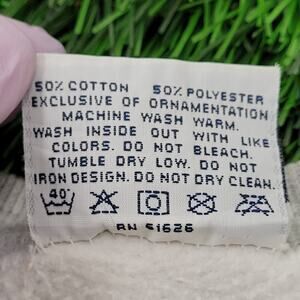 50% COTTON 50% POLYESTER
EXCLUSIVE OF ORNAMENTATION
MACHINE WASH WARM.
WASH INSIDE OUT WITH LIKE
COLORS. DO NOT BLEACH.
TUMBLE DRY LOW. DO NOT
IRON DESIGN. DO NOT DRY CLEAN.
40°
RN 51626